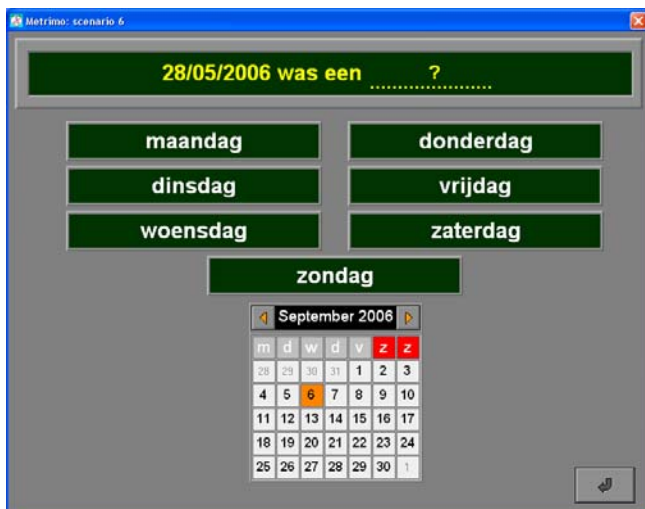 Metrimo: scenario 6
28/05/2006 was een ?
maandag donderdag
dinsdag vrijdag
woensdag zaterdag
zondag
September 2006
m d w d v z z
28 29 30 31 1 2 3
4 5 6 7 8 9 10
11 12 13 14 15 16 17
18 19 20 21 22 23 24
25 26 27 28 29 30 1